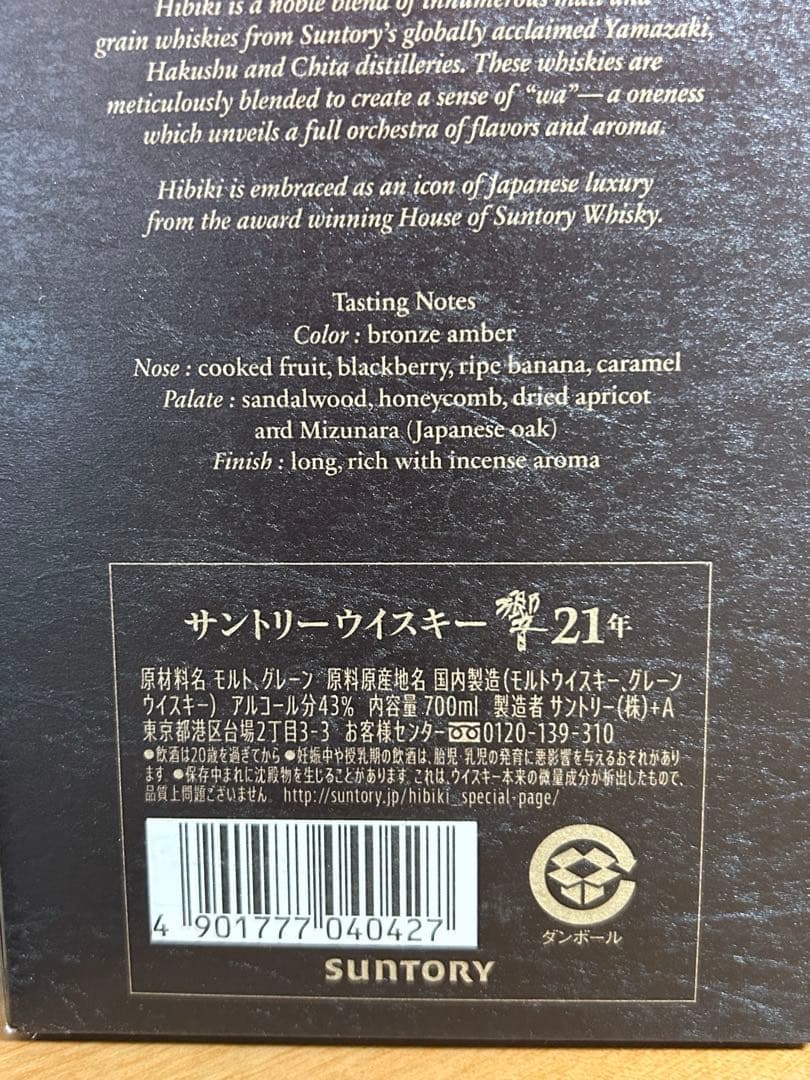 Hibiki is a noble blend of innumerous malt and
grain whiskies from Suntory's globally acclaimed Yamazaki,
Hakushu and Chita distilleries. These whiskies are
meticulously blended to create a sense of "wa"—a oneness
which unveils a full orchestra of flavors and aroma.
Hibiki is embraced as an icon of Japanese luxury
from the award winning House of Suntory Whisky.
Tasting Notes
Color : bronze amber
Nose : cooked fruit, blackberry, ripe banana, caramel
Palate : sandalwood, honeycomb, dried apricot
and Mizunara (Japanese oak)
Finish : long, rich with incense aroma
サントリーウイスキー 響 21年
原材料名 モルト、グレーン 原料原産地名 国内製造(モルトウイスキー、グレーン
ウイスキー) アルコール分43% 内容量 700ml 製造者 サントリー(株)+A
東京都港区台場2丁目3-3 お客様センター 0120-139-310
●飲酒は20歳を過ぎてから ●妊娠中や授乳期の飲酒は、胎児・乳児の発育に悪影響を与えるおそれがあり
ます。●保存中まれに沈殿物を生じることがあります。これは、ウイスキー本来の微量成分が析出したもので、
品質上問題ございません。 http://suntory.jp/hibiki_special-page/
4 901777 040427
ダンボール
SUNTORY